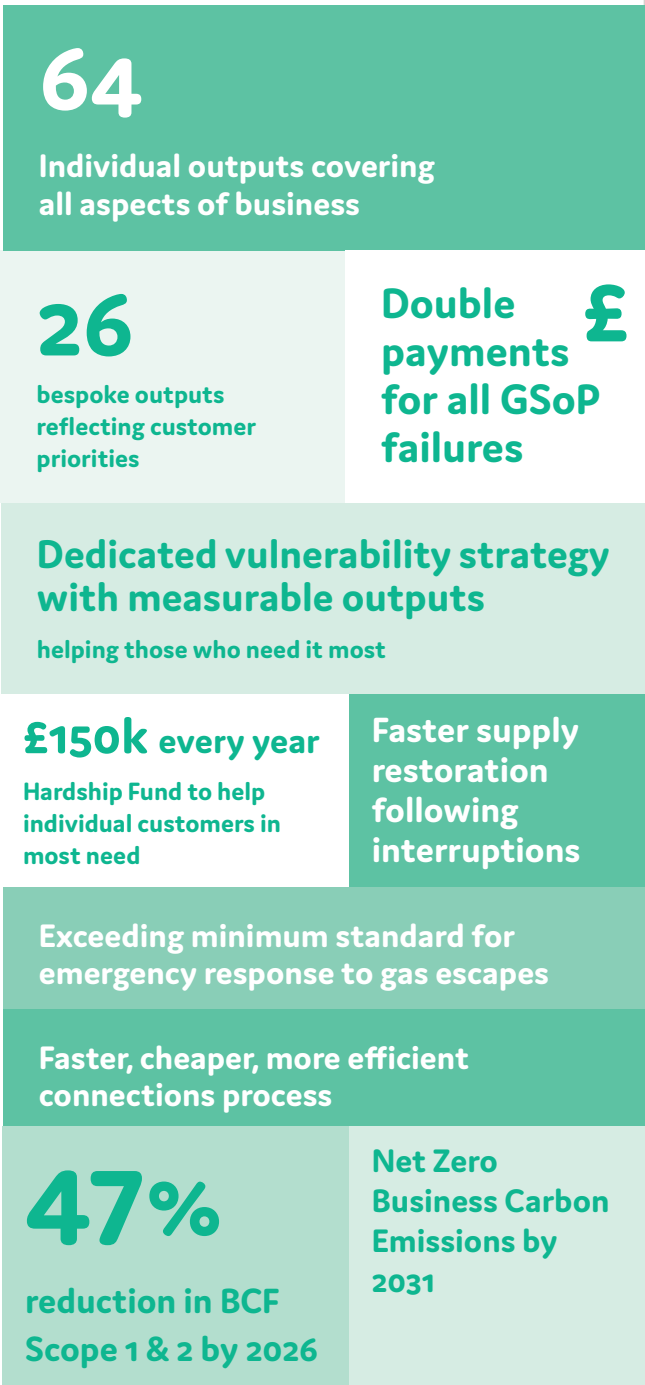 64
Individual outputs covering
all aspects of business
26
bespoke outputs
reflecting customer
priorities
Double
payments
for all GSoP
failures
£
Dedicated vulnerability strategy
with measurable outputs
helping those who need it most
£150k every year
Hardship Fund to help
individual customers in
most need
Faster supply
restoration
following
interruptions
Exceeding minimum standard for
emergency response to gas escapes
Faster, cheaper, more efficient
connections process
47%
reduction in BCF
Scope 1 & 2 by 2026
Net Zero
Business Carbon
Emissions by
2031